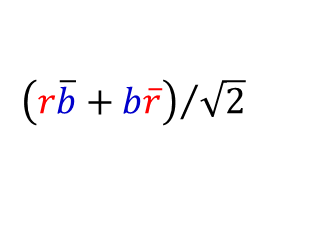 (rb̅ + br̅)/√2